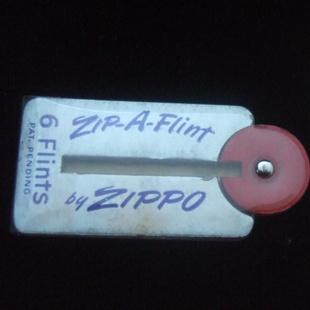 ZIP-A-Flint
by ZIPPO
6 Flints
PAT. PENDING